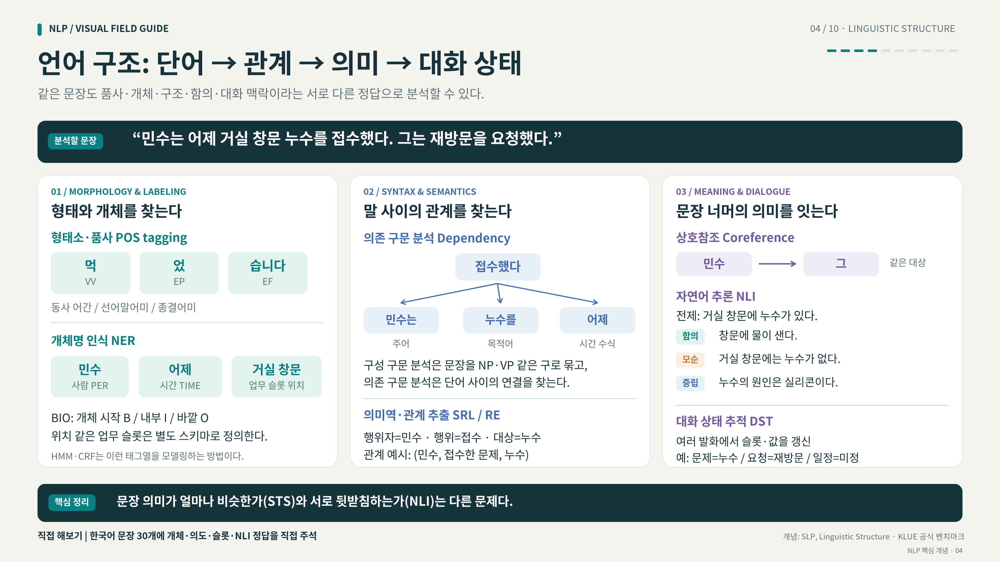 NLP / VISUAL FIELD GUIDE
04 / 10 · LINGUISTIC STRUCTURE
언어 구조: 단어 → 관계 → 의미 → 대화 상태
같은 문장도 품사·개체·구조·함의·대화 맥락이라는 서로 다른 정답으로 분석할 수 있다.
분석할 문장
“민수는 어제 거실 창문 누수를 접수했다. 그는 재방문을 요청했다.”
01 / MORPHOLOGY & LABELING
형태와 개체를 찾는다
형태소·품사 POS tagging
먹 었 습니다
VV EP EF
동사 어간 / 선어말어미 / 종결어미
개체명 인식 NER
민수 어제 거실 창문
사람 PER 시간 TIME 업무 슬롯 위치
BIO: 개체 시작 B / 내부 I / 바깥 O
위치 같은 업무 슬롯은 별도 스키마로 정의한다.
HMM·CRF는 이런 태그열을 모델링하는 방법이다.
02 / SYNTAX & SEMANTICS
말 사이의 관계를 찾는다
의존 구문 분석 Dependency
접수했다
민수는 누수를 어제
주어 목적어 시간 수식
구성 구문 분석은 문장을 NP·VP 같은 구로 묶고,
의존 구문 분석은 단어 사이의 연결을 찾는다.
의미역·관계 추출 SRL / RE
행위자=민수 · 행위=접수 · 대상=누수
관계 예시: (민수, 접수한 문제, 누수)
03 / MEANING & DIALOGUE
문장 너머의 의미를 잇는다
상호참조 Coreference
민수 → 그 같은 대상
자연어 추론 NLI
전제: 거실 창문에 누수가 있다.
함의 창문에 물이 샌다.
모순 거실 창문에는 누수가 없다.
중립 누수의 원인은 실리콘이다.
대화 상태 추적 DST
여러 발화에서 슬롯·값을 갱신
예: 문제=누수 / 요청=재방문 / 일정=미정
핵심 정리
문장 의미가 얼마나 비슷한가(STS)와 서로 뒷받침하는가(NLI)는 다른 문제다.
직접 해보기 | 한국어 문장 30개에 개체·의도·슬롯·NLI 정답을 직접 주석
개념: SLP, Linguistic Structure · KLUE 공식 벤치마크
NLP 핵심 개념 · 04